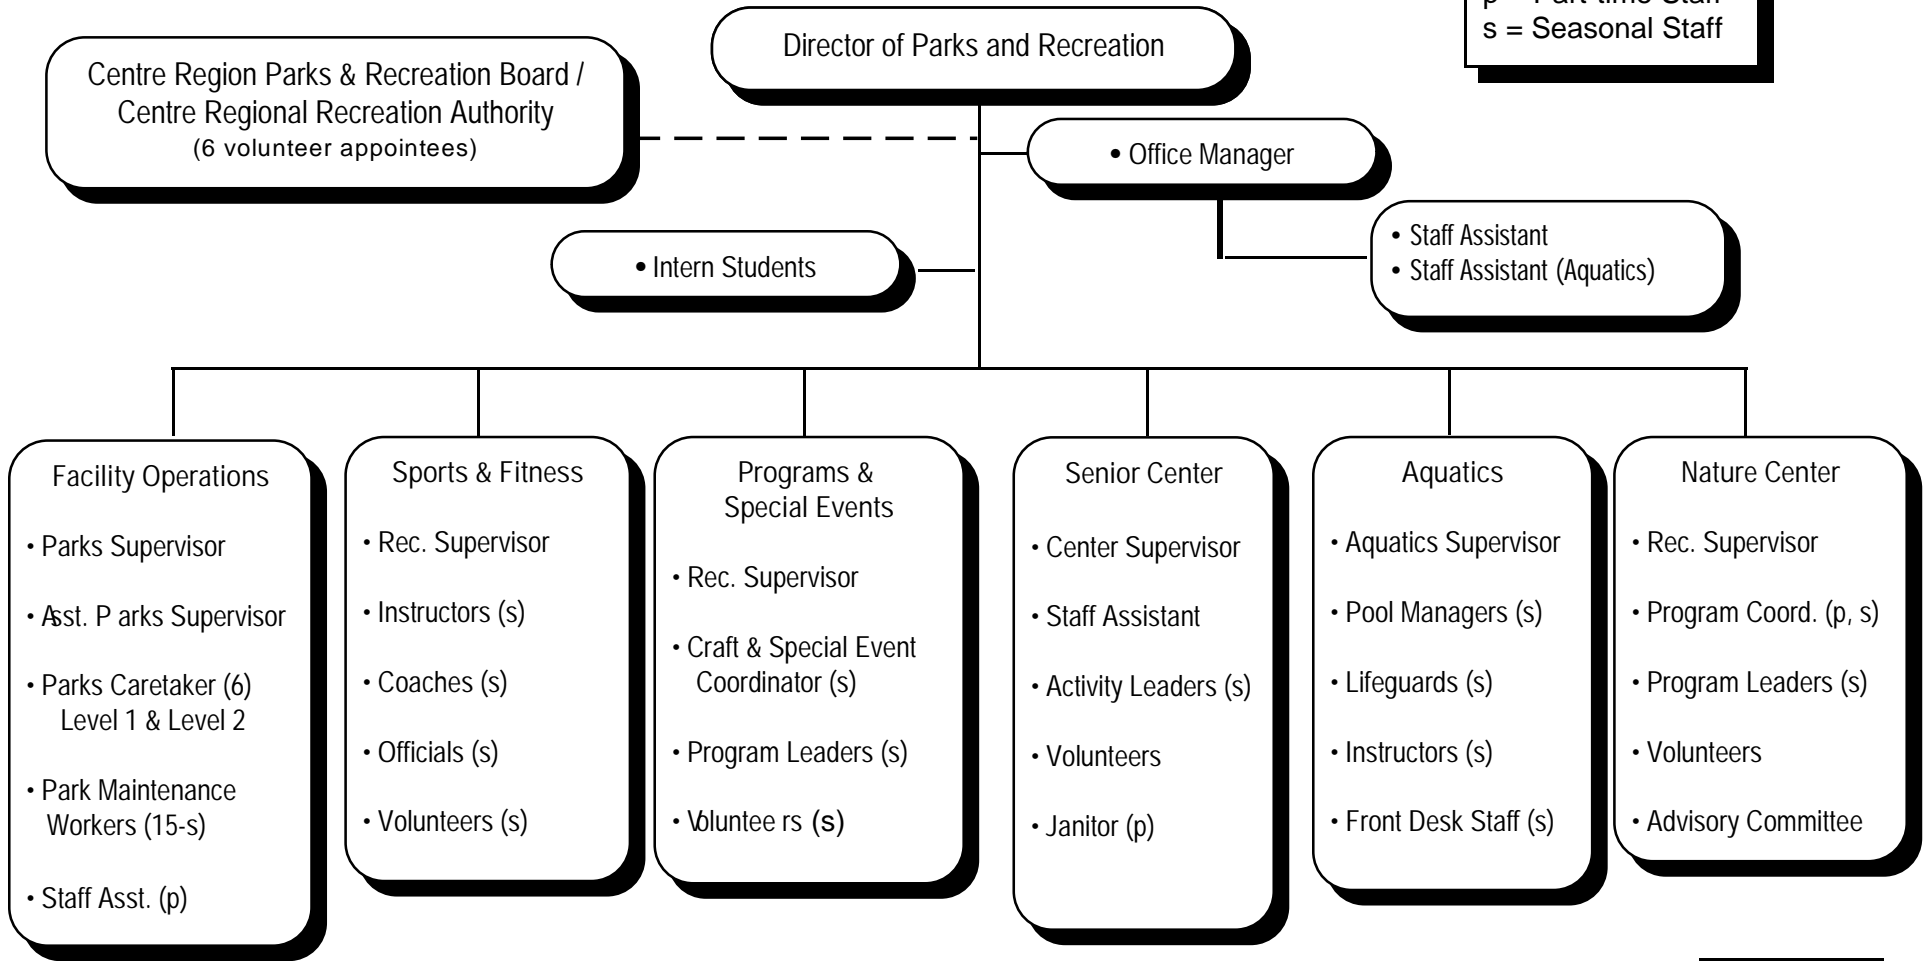 s = Seasonal Staff
Director of Parks and Recreation
Centre Region Parks & Recreation Board /
Centre Regional Recreation Authority
(6 volunteer appointees)
• Office Manager
• Staff Assistant
• Staff Assistant (Aquatics)
• Intern Students
Facility Operations
• Parks Supervisor
• Asst. P arks Supervisor
• Parks Caretaker (6)
Level 1 & Level 2
• Park Maintenance
Workers (15-s)
• Staff Asst. (p)
Sports & Fitness
• Rec. Supervisor
• Instructors (s)
• Coaches (s)
• Officials (s)
• Volunteers (s)
Programs &
Special Events
• Rec. Supervisor
• Craft & Special Event
Coordinator (s)
• Program Leaders (s)
• Voluntee rs (s)
Senior Center
• Center Supervisor
• Staff Assistant
• Activity Leaders (s)
• Volunteers
• Janitor (p)
Aquatics
• Aquatics Supervisor
• Pool Managers (s)
• Lifeguards (s)
• Instructors (s)
• Front Desk Staff (s)
Nature Center
• Rec. Supervisor
• Program Coord. (p, s)
• Program Leaders (s)
• Volunteers
• Advisory Committee